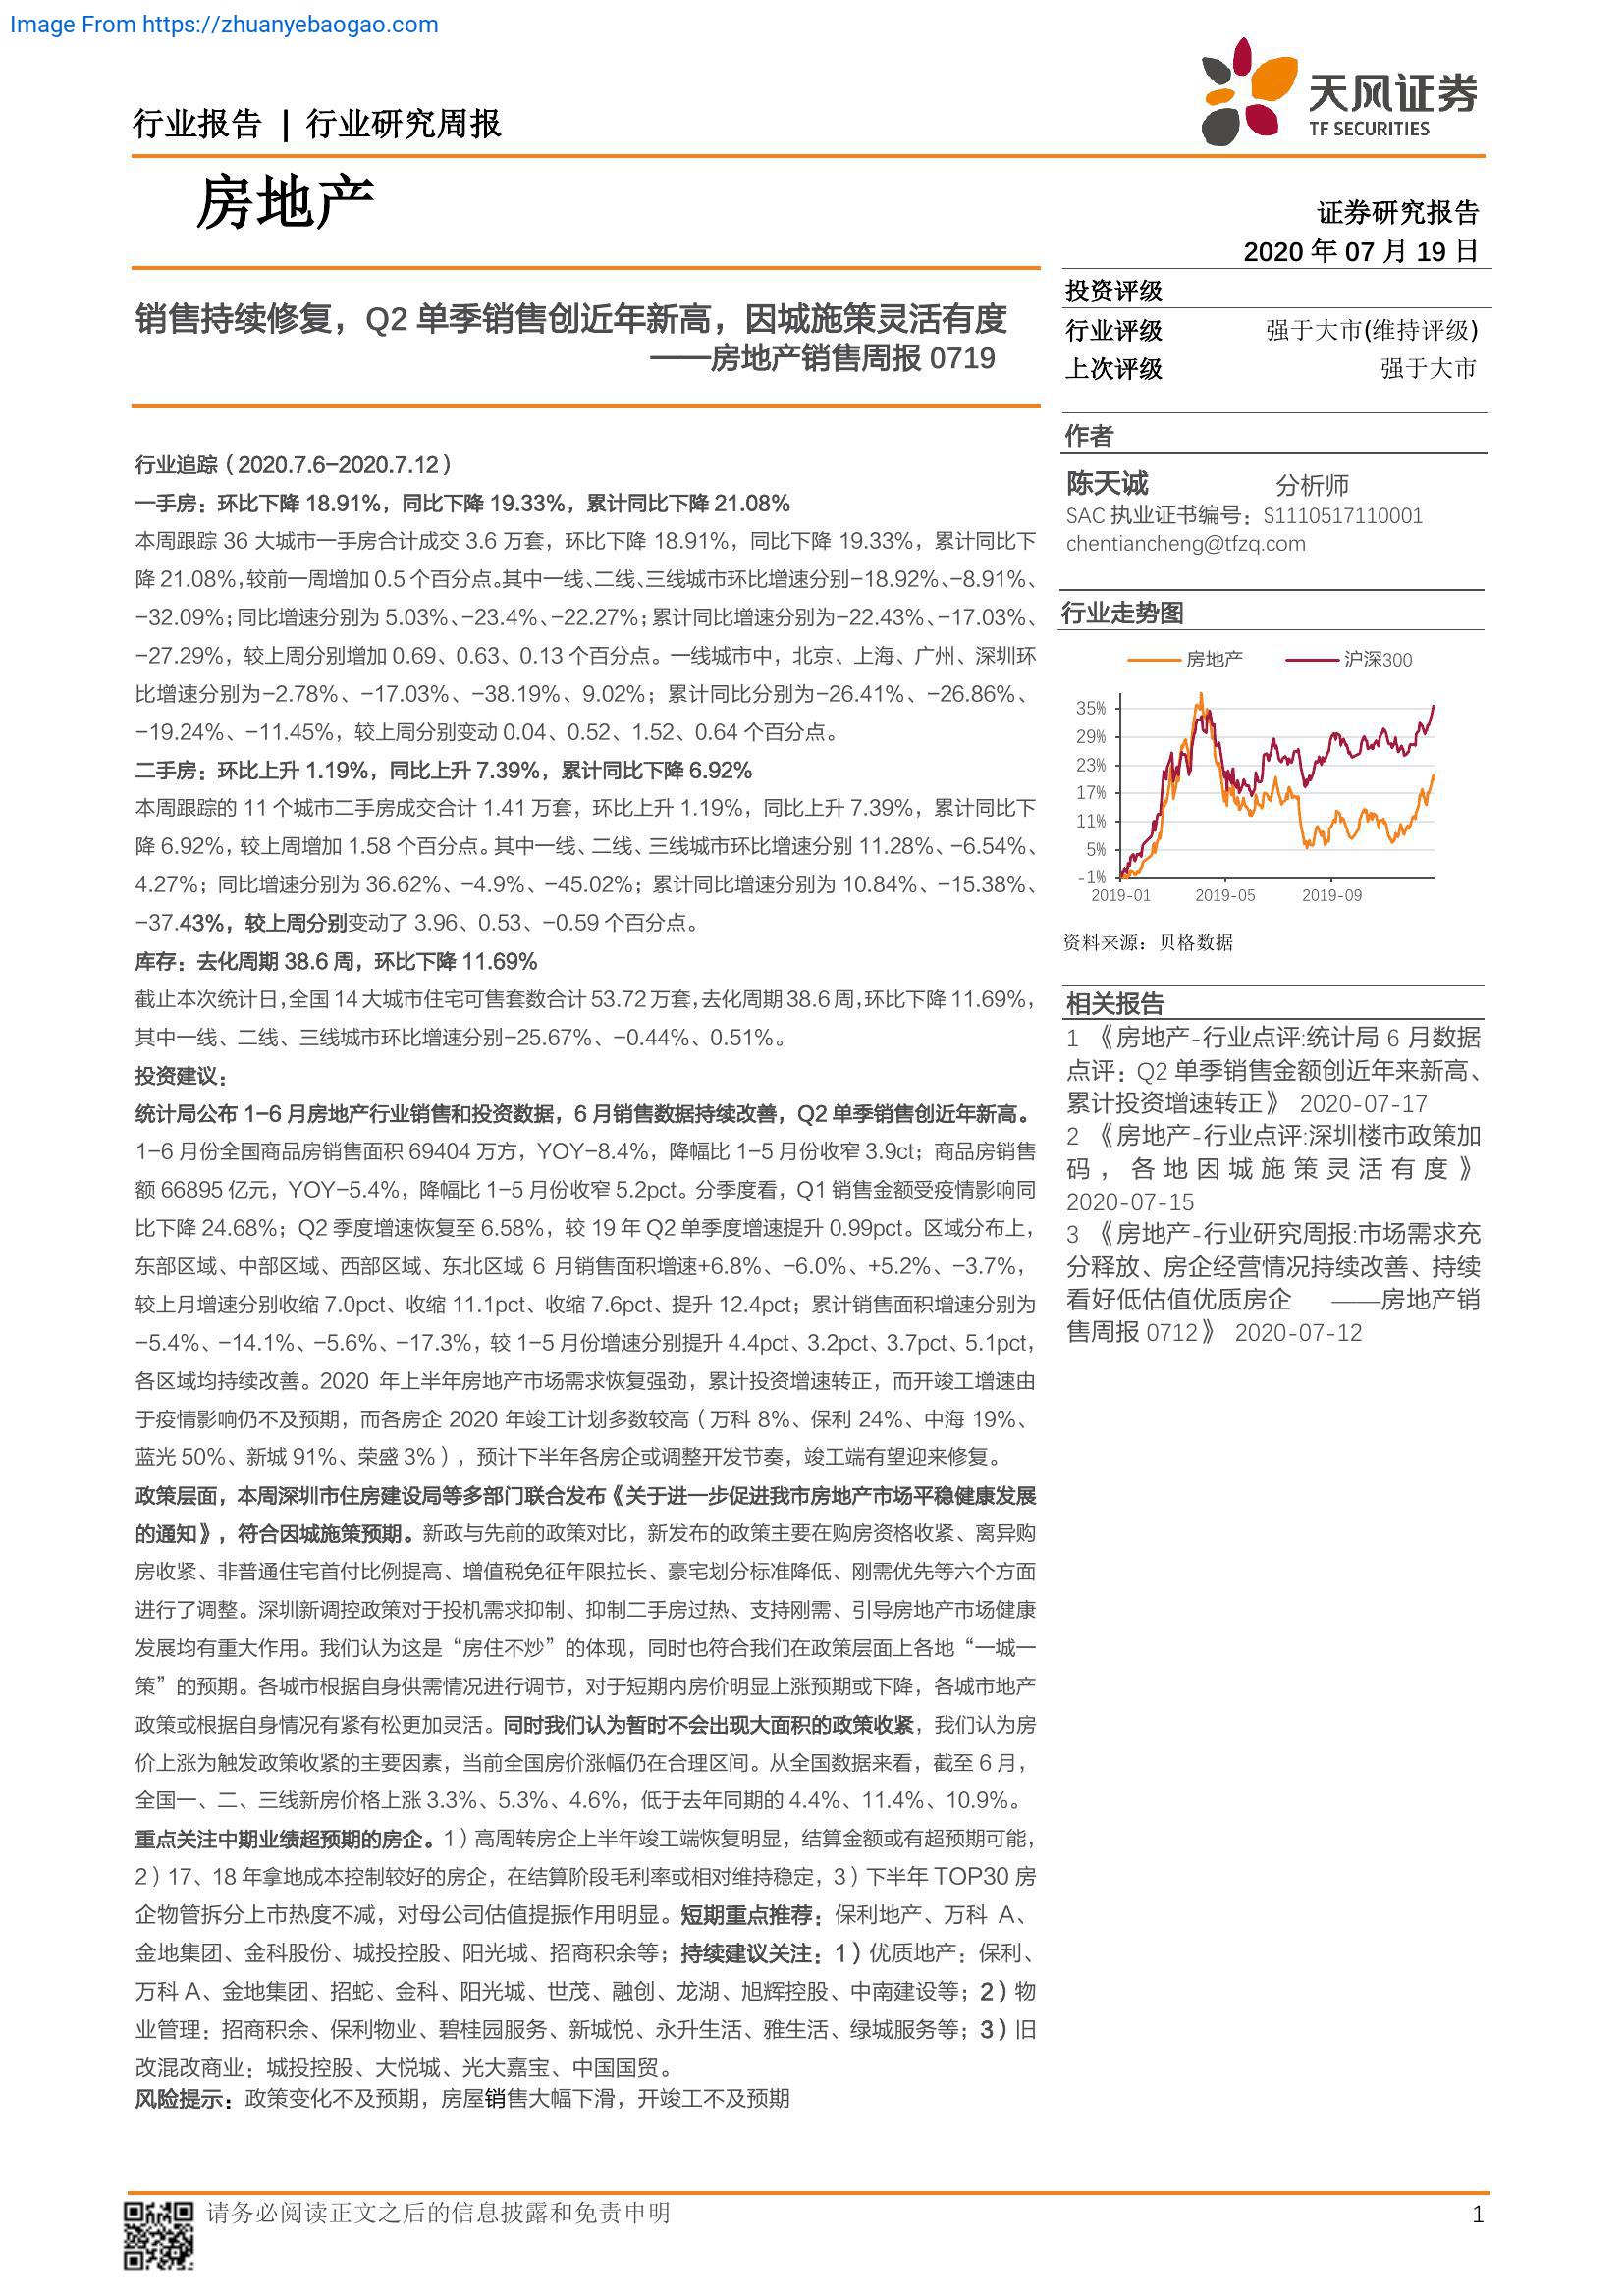 Image From https://zhuanyebaogao.com
行业报告 | 行业研究周报
天风证券
TF SECURITIES
房地产
证券研究报告
2020 年 07 月 19 日
销售持续修复，Q2 单季销售创近年新高，因城施策灵活有度
——房地产销售周报 0719
投资评级
行业评级 强于大市(维持评级)
上次评级 强于大市
作者
陈天诚 分析师
SAC 执业证书编号：S1110517110001
chentiancheng@tfzq.com
行业走势图
房地产 沪深300
35%
29%
23%
17%
11%
5%
-1%
2019-01 2019-05 2019-09
资料来源：贝格数据
相关报告
1 《房地产-行业点评:统计局 6 月数据
点评：Q2 单季销售金额创近年来新高、
累计投资增速转正》 2020-07-17
2 《房地产-行业点评:深圳楼市政策加
码，各地因城施策灵活有度》
2020-07-15
3 《房地产-行业研究周报:市场需求充
分释放、房企经营情况持续改善、持续
看好低估值优质房企 ——房地产销
售周报 0712》 2020-07-12
行业追踪（2020.7.6-2020.7.12）
一手房：环比下降 18.91%，同比下降 19.33%，累计同比下降 21.08%
本周跟踪 36 大城市一手房合计成交 3.6 万套，环比下降 18.91%，同比下降 19.33%，累计同比下
降 21.08%，较前一周增加 0.5 个百分点。其中一线、二线、三线城市环比增速分别-18.92%、-8.91%、
-32.09%；同比增速分别为 5.03%、-23.4%、-22.27%；累计同比增速分别为-22.43%、-17.03%、
-27.29%，较上周分别增加 0.69、0.63、0.13 个百分点。一线城市中，北京、上海、广州、深圳环
比增速分别为-2.78%、-17.03%、-38.19%、9.02%；累计同比分别为-26.41%、-26.86%、
-19.24%、-11.45%，较上周分别变动 0.04、0.52、1.52、0.64 个百分点。
二手房：环比上升 1.19%，同比上升 7.39%，累计同比下降 6.92%
本周跟踪的 11 个城市二手房成交合计 1.41 万套，环比上升 1.19%，同比上升 7.39%，累计同比下
降 6.92%，较上周增加 1.58 个百分点。其中一线、二线、三线城市环比增速分别 11.28%、-6.54%、
4.27%；同比增速分别为 36.62%、-4.9%、-45.02%；累计同比增速分别为 10.84%、-15.38%、
-37.43%，较上周分别变动了 3.96、0.53、-0.59 个百分点。
库存：去化周期 38.6 周，环比下降 11.69%
截止本次统计日，全国 14 大城市住宅可售套数合计 53.72 万套，去化周期 38.6 周，环比下降 11.69%，
其中一线、二线、三线城市环比增速分别-25.67%、-0.44%、0.51%。
投资建议：
统计局公布 1-6 月房地产行业销售和投资数据，6 月销售数据持续改善，Q2 单季销售创近年新高。
1-6 月份全国商品房销售面积 69404 万方，YOY-8.4%，降幅比 1-5 月份收窄 3.9ct；商品房销售
额 66895 亿元，YOY-5.4%，降幅比 1-5 月份收窄 5.2pct。分季度看，Q1 销售金额受疫情影响同
比下降 24.68%；Q2 季度增速恢复至 6.58%，较 19 年 Q2 单季度增速提升 0.99pct。区域分布上，
东部区域、中部区域、西部区域、东北区域 6 月销售面积增速+6.8%、-6.0%、+5.2%、-3.7%，
较上月增速分别收缩 7.0pct、收缩 11.1pct、收缩 7.6pct、提升 12.4pct；累计销售面积增速分别为
-5.4%、-14.1%、-5.6%、-17.3%，较 1-5 月份增速分别提升 4.4pct、3.2pct、3.7pct、5.1pct，
各区域均持续改善。2020 年上半年房地产市场需求恢复强劲，累计投资增速转正，而开竣工增速由
于疫情影响仍不及预期，而各房企 2020 年竣工计划多数较高（万科 8%、保利 24%、中海 19%、
蓝光 50%、新城 91%、荣盛 3%），预计下半年各房企或调整开发节奏，竣工端有望迎来修复。
政策层面，本周深圳市住房建设局等多部门联合发布《关于进一步促进我市房地产市场平稳健康发展
的通知》，符合因城施策预期。新政与先前的政策对比，新发布的政策主要在购房资格收紧、离异购
房收紧、非普通住宅首付比例提高、增值税免征年限拉长、豪宅划分标准降低、刚需优先等六个方面
进行了调整。深圳新调控政策对于投机需求抑制、抑制二手房过热、支持刚需、引导房地产市场健康
发展均有重大作用。我们认为这是“房住不炒”的体现，同时也符合我们在政策层面上各地“一城一
策”的预期。各城市根据自身供需情况进行调节，对于短期内房价明显上涨预期或下降，各城市地产
政策或根据自身情况有紧有松更加灵活。同时我们认为暂时不会出现大面积的政策收紧，我们认为房
价上涨为触发政策收紧的主要因素，当前全国房价涨幅仍在合理区间。从全国数据来看，截至 6 月，
全国一、二、三线新房价格上涨 3.3%、5.3%、4.6%，低于去年同期的 4.4%、11.4%、10.9%。
重点关注中期业绩超预期的房企。1）高周转房企上半年竣工端恢复明显，结算金额或有超预期可能，
2）17、18 年拿地成本控制较好的房企，在结算阶段毛利率或相对维持稳定，3）下半年 TOP30 房
企物管拆分上市热度不减，对母公司估值提振作用明显。短期重点推荐：保利地产、万科 A、
金地集团、金科股份、城投控股、阳光城、招商积余等；持续建议关注：1）优质地产：保利、
万科 A、金地集团、招蛇、金科、阳光城、世茂、融创、龙湖、旭辉控股、中南建设等；2）物
业管理：招商积余、保利物业、碧桂园服务、新城悦、永升生活、雅生活、绿城服务等；3）旧
改混改商业：城投控股、大悦城、光大嘉宝、中国国贸。
风险提示：政策变化不及预期，房屋销售大幅下滑，开竣工不及预期
请务必阅读正文之后的信息披露和免责申明 1